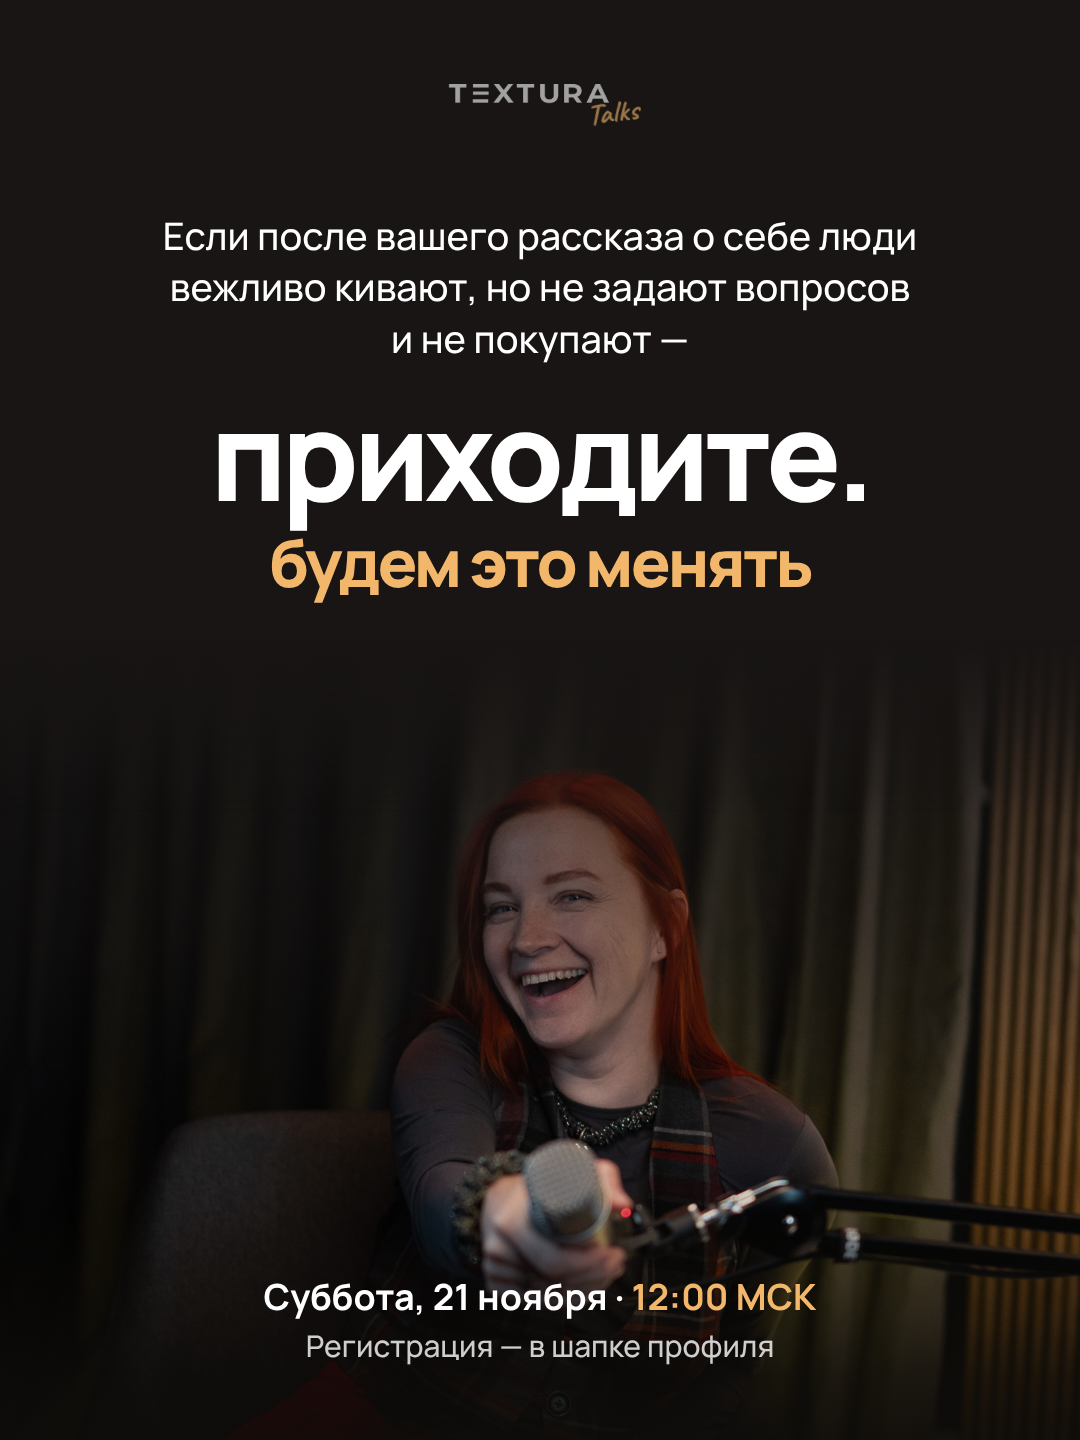 TEXTURA
Talks
Если после вашего рассказа о себе люди
вежливо кивают, но не задают вопросов
и не покупают —
приходите.
будем это менять
Суббота, 21 ноября · 12:00 МСК
Регистрация — в шапке профиля